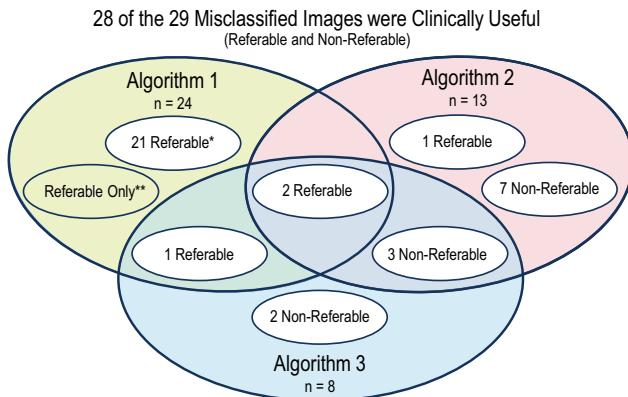 28 of the 29 Misclassified Images were Clinically Useful
(Referable and Non-Referable)
Algorithm 1
n = 24
Algorithm 2
n = 13
21 Referable*
1 Referable
Referable Only**
2 Referable
7 Non-Referable
1 Referable
3 Non-Referable
2 Non-Referable
Algorithm 3
n = 8